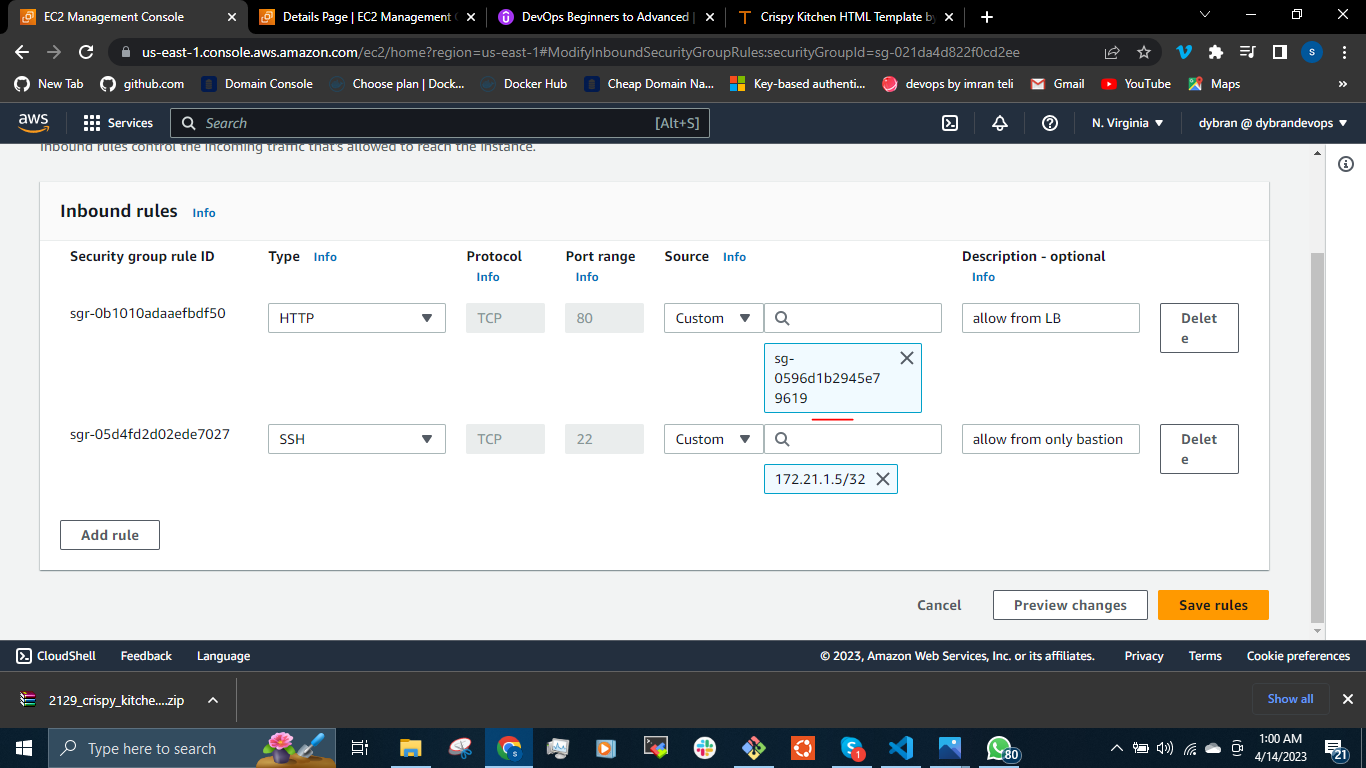 EC2 Management Console
Details Page | EC2 Management
DevOps Beginners to Advanced |
Crispy Kitchen HTML Template by
us-east-1.console.aws.amazon.com/ec2/home?region=us-east-1#ModifyInboundSecurityGroupRules:securityGroupId=sg-021da4d822f0cd2ee
S
New Tab
github.com
Domain Console
Choose plan | Dock...
Docker Hub
Cheap Domain Na...
Key-based authenti...
devops by imran teli
Gmail
YouTube
Maps
»
aws
Services
Search
[Alt+S]
N. Virginia
dybran @ dybrandevops
Inbound rules control the incoming traffic that's allowed to reach the instance.
Inbound rules Info
Security group rule ID
Type Info
Protocol
Info
Port range
Info
Source Info
Description - optional
Info
sgr-0b1010adaaefbdf50
HTTP
TCP
80
Custom
allow from LB
Delet
e
sg-
0596d1b2945e7
9619
sgr-05d4fd2d02ede7027
SSH
TCP
22
Custom
allow from only bastion
Delet
e
172.21.1.5/32
Add rule
Cancel
Preview changes
Save rules
CloudShell
Feedback
Language
© 2023, Amazon Web Services, Inc. or its affiliates.
Privacy
Terms
Cookie preferences
2129_crispy_kitche....zip
Show all
Type here to search
S
1
80
1:00 AM
4/14/2023
21